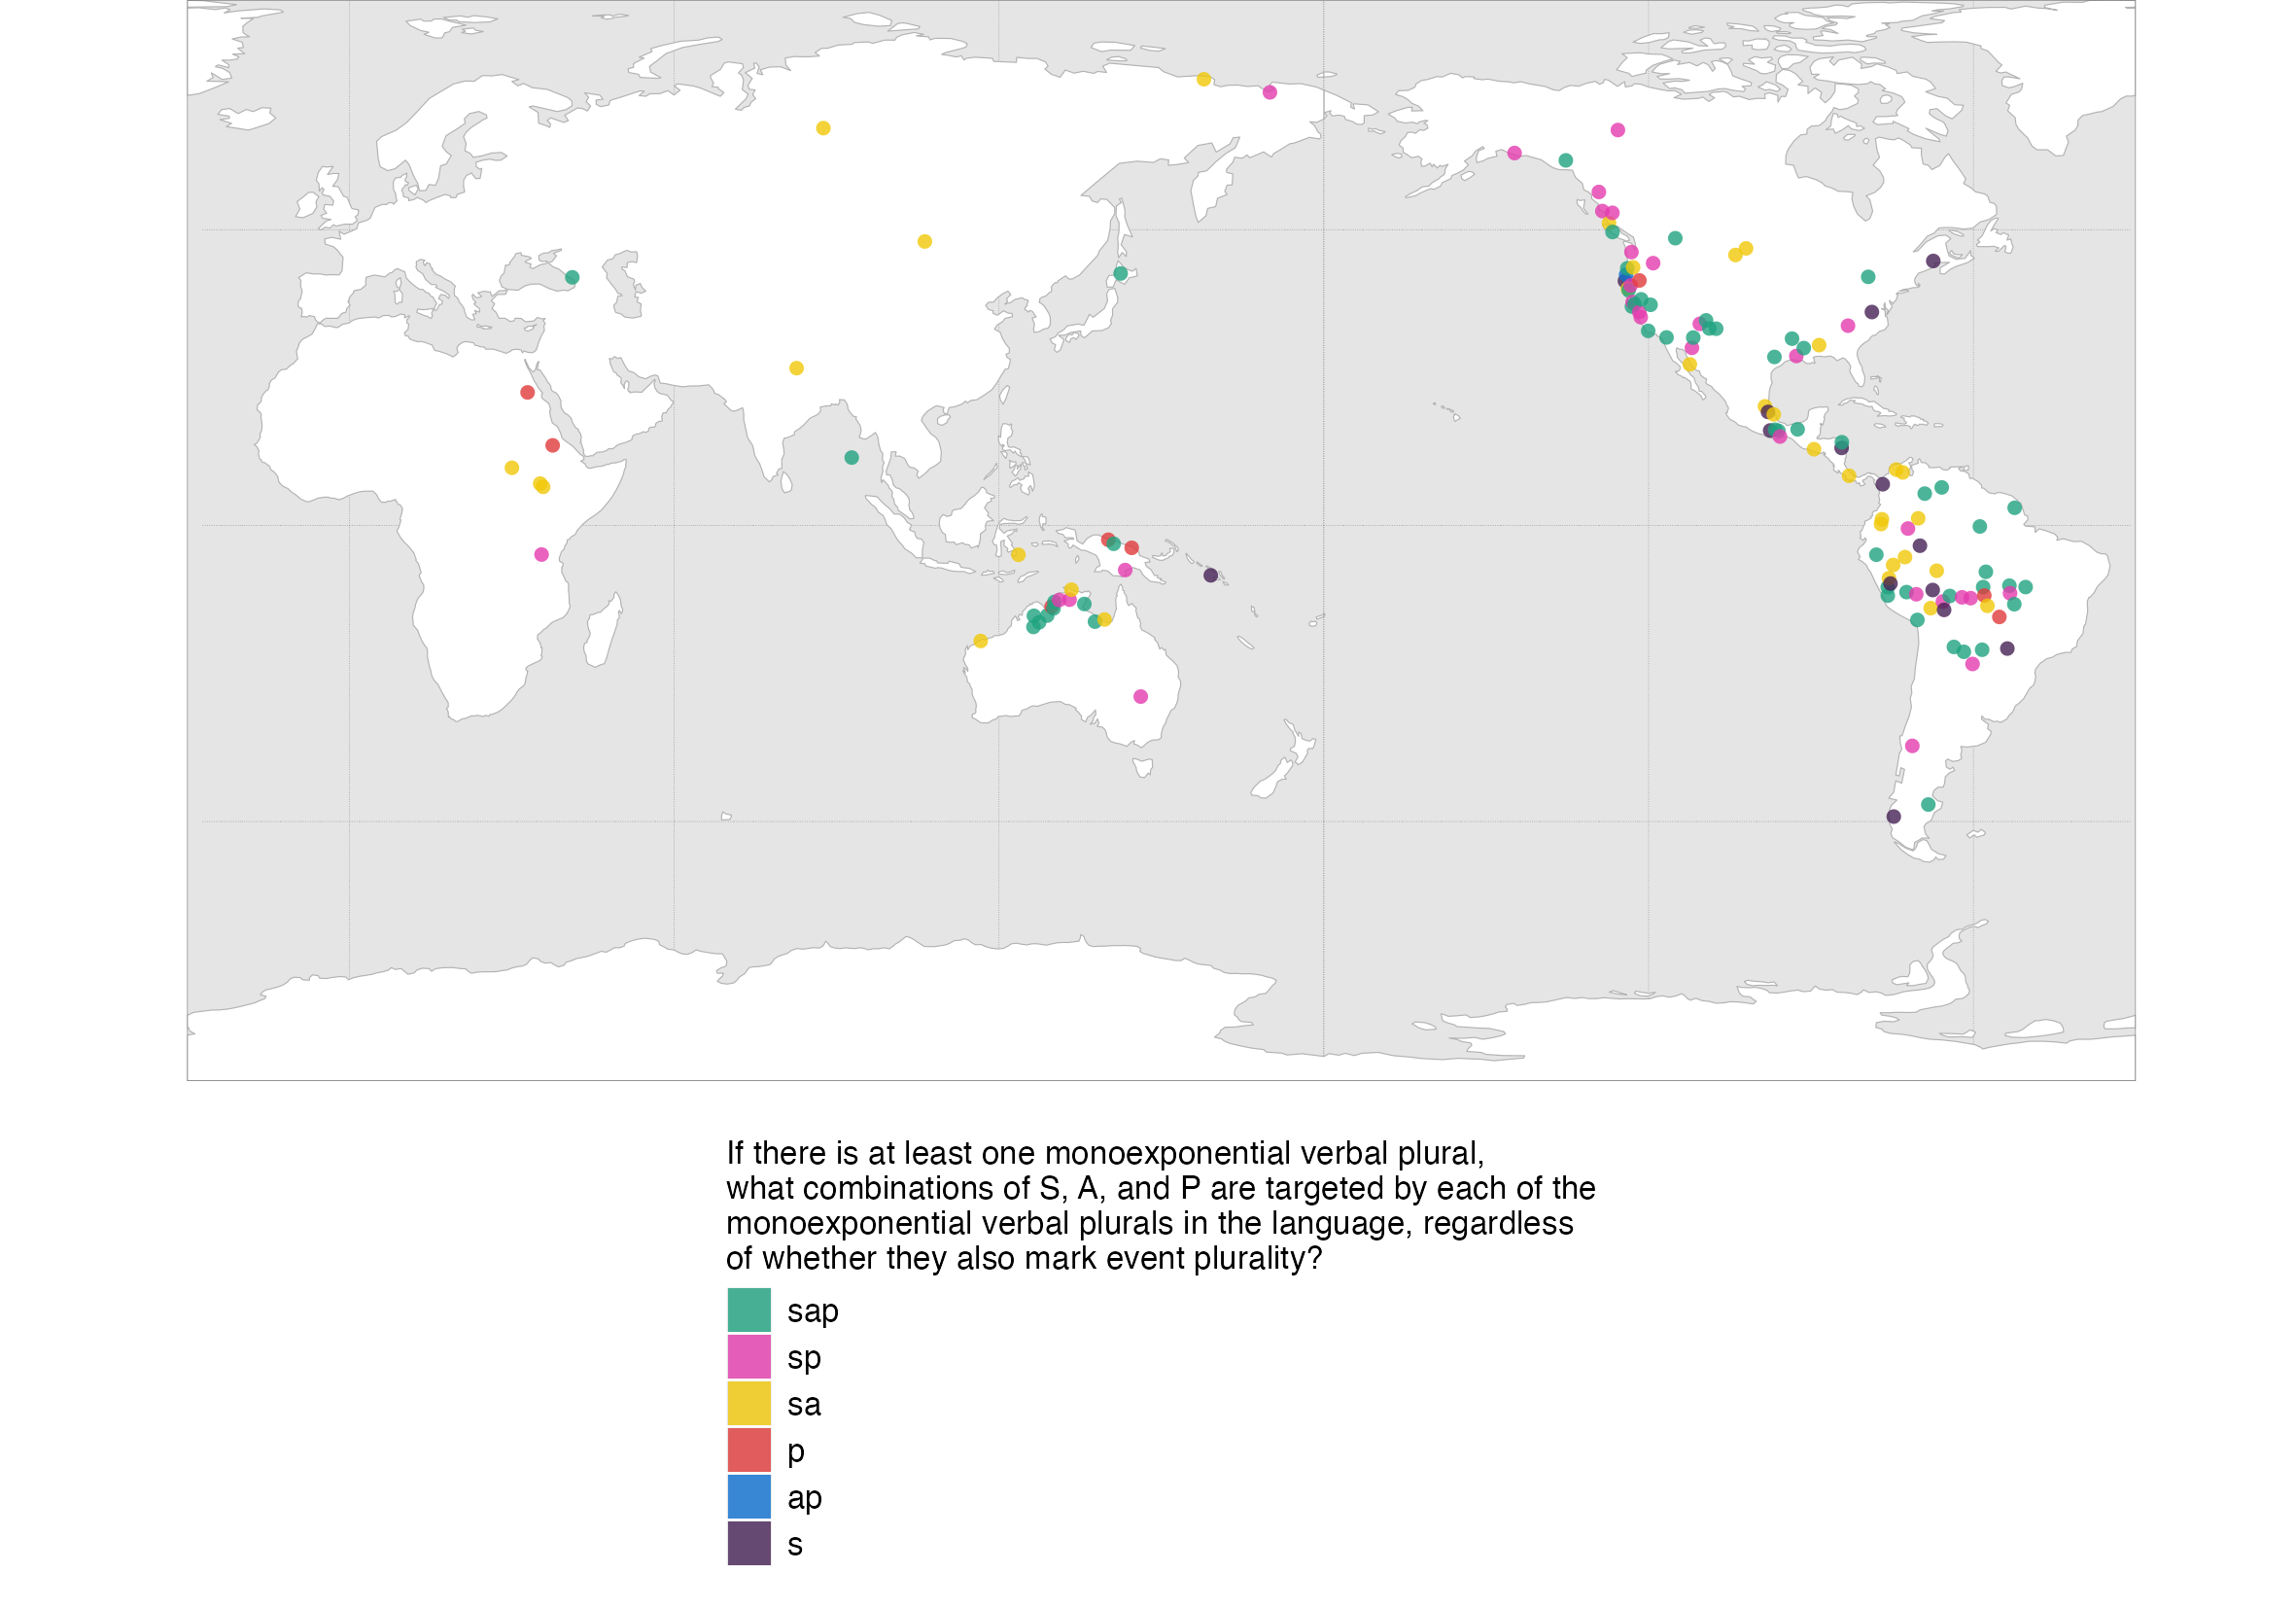 If there is at least one monoexponential verbal plural,
what combinations of S, A, and P are targeted by each of the
monoexponential verbal plurals in the language, regardless
of whether they also mark event plurality?
sap
sp
sa
p
ap
s